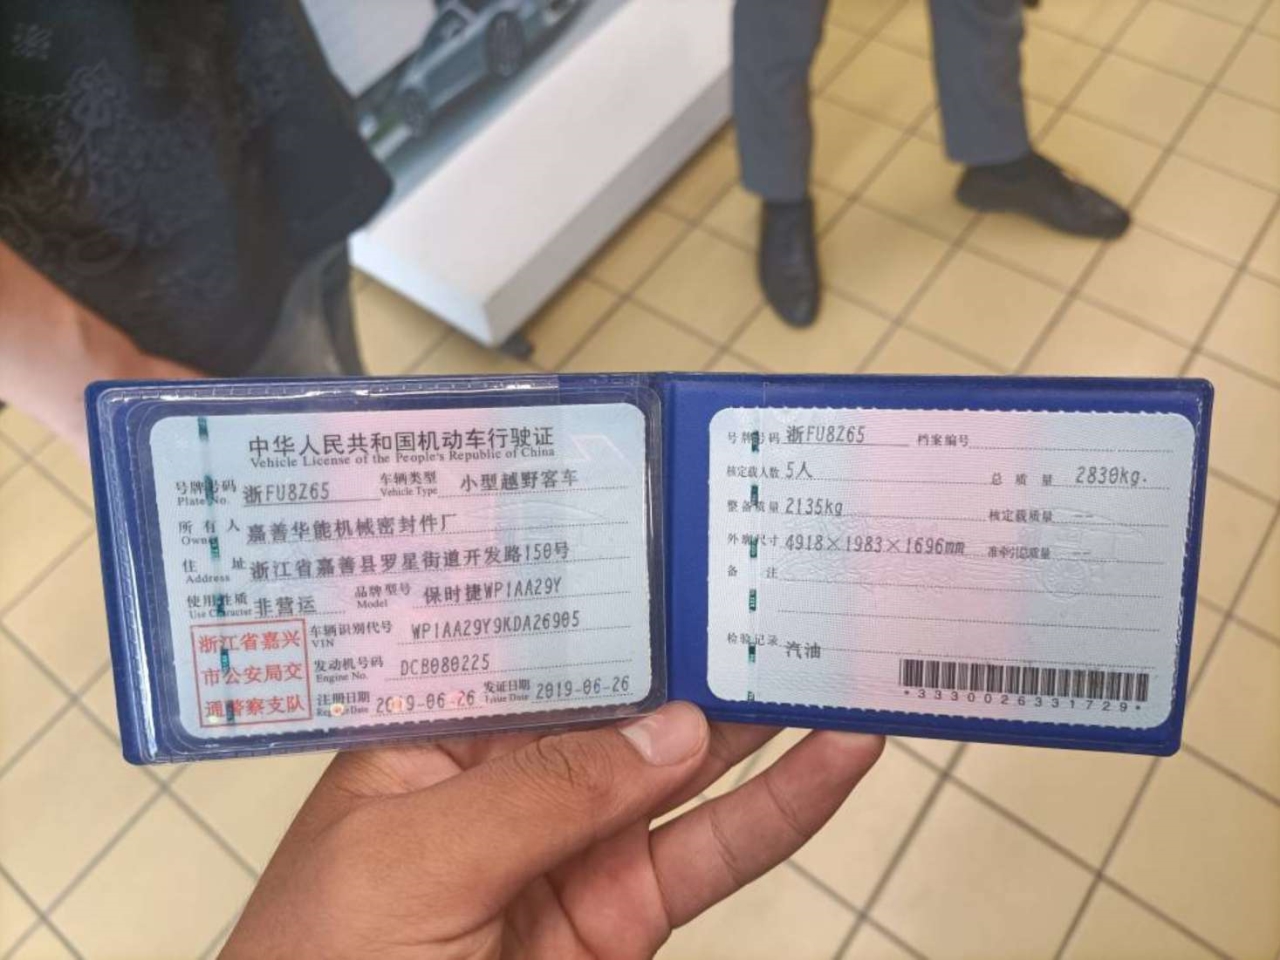 中华人民共和国机动车行驶证
Vehicle License of the People's Republic of China
号牌号码 浙FU8Z65 车辆类型 小型越野客车
Plate No. Vehicle Type
所有人 嘉善华能机械密封件厂
Owner
住址 浙江省嘉善县罗星街道开发路150号
Address
使用性质 非营运 品牌型号 保时捷WP1AA29Y
Use Character Model
浙江省嘉兴
市公安局交
通警察支队
车辆识别代号 WP1AA29Y9KDA26905
VIN
发动机号码 DCB080225
Engine No.
注册日期 2019-06-26 发证日期 2019-06-26
Register Date Issue Date
号牌号码 浙FU8Z65 档案编号
核定载人数 5人 总质量 2830kg.
整备质量 2135kg 核定载质量 --
外廓尺寸 4918×1983×1696mm 准牵引总质量 --
备注
检验记录 汽油
*3330026331729*